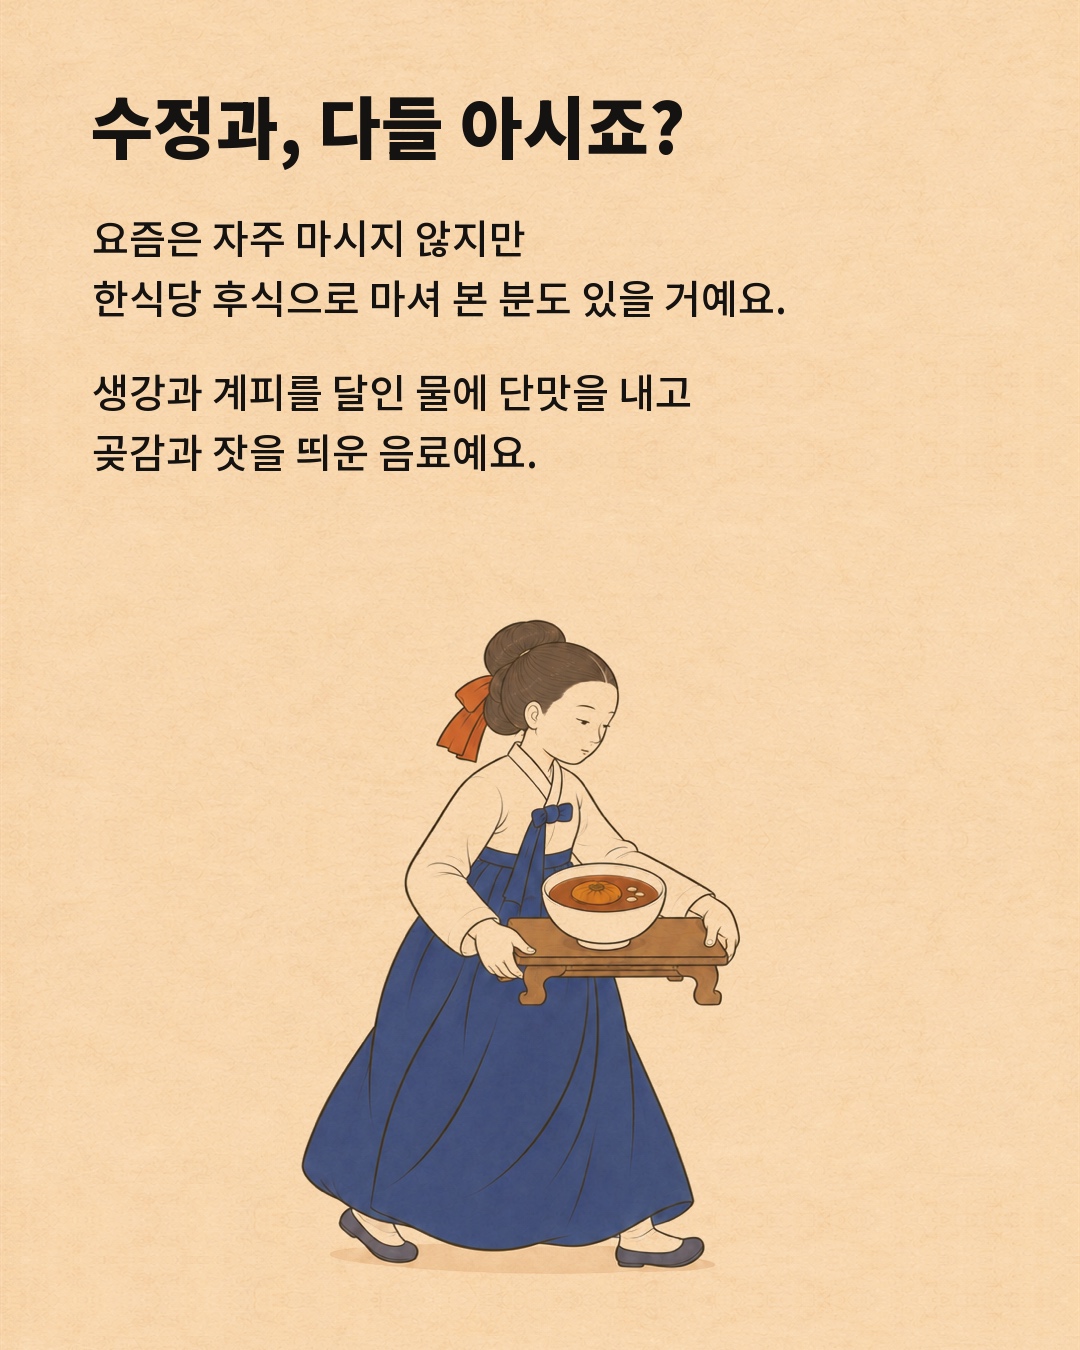 수정과, 다들 아시죠?
요즘은 자주 마시지 않지만
한식당 후식으로 마셔 본 분도 있을 거예요.
생강과 계피를 달인 물에 단맛을 내고
곶감과 잣을 띄운 음료예요.